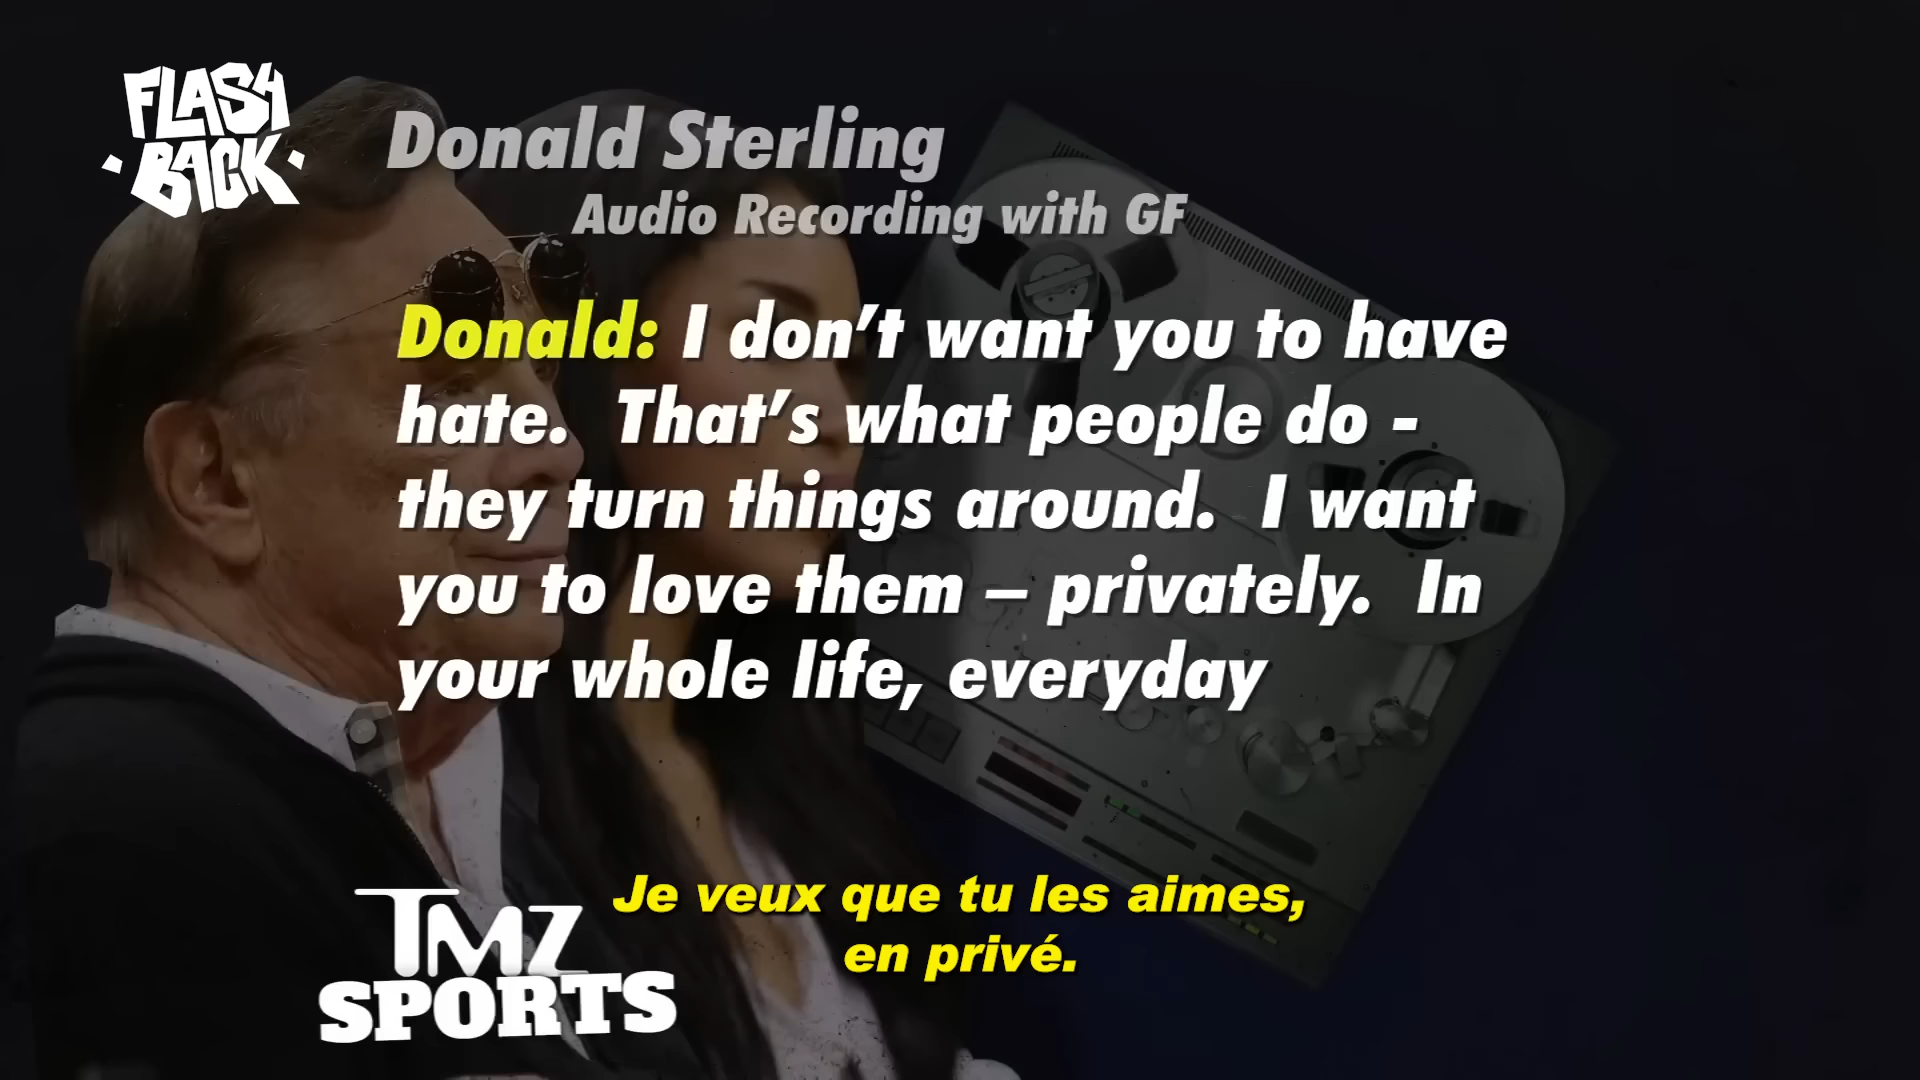 FLASH
BACK
Donald Sterling
Audio Recording with GF
Donald: I don't want you to have
hate. That's what people do -
they turn things around. I want
you to love them – privately. In
your whole life, everyday
Je veux que tu les aimes,
en privé.
TMZ
SPORTS